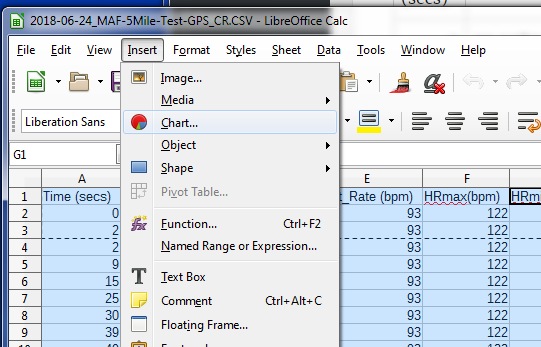 (secs)
2018-06-24_MAF-5Mile-Test-GPS_CR.CSV - LibreOffice Calc
File Edit View Insert Format Styles Sheet Data Tools Window
Image...
Media
Liberation Sans
Chart...
Object
G1
Shape
Pivot Table...
A E F
1 Time (secs) t_Rate (bpm) HRmax(bpm) HRm
2 0 93 122
Function... Ctrl+F2
3 2 93 122
Named Range or Expression...
4 2 93 122
5 9 93 122
Text Box
6 15 93 122
Comment Ctrl+Alt+C
7 25 93 122
8 30 93 122
Floating Frame...
9 39 93 122